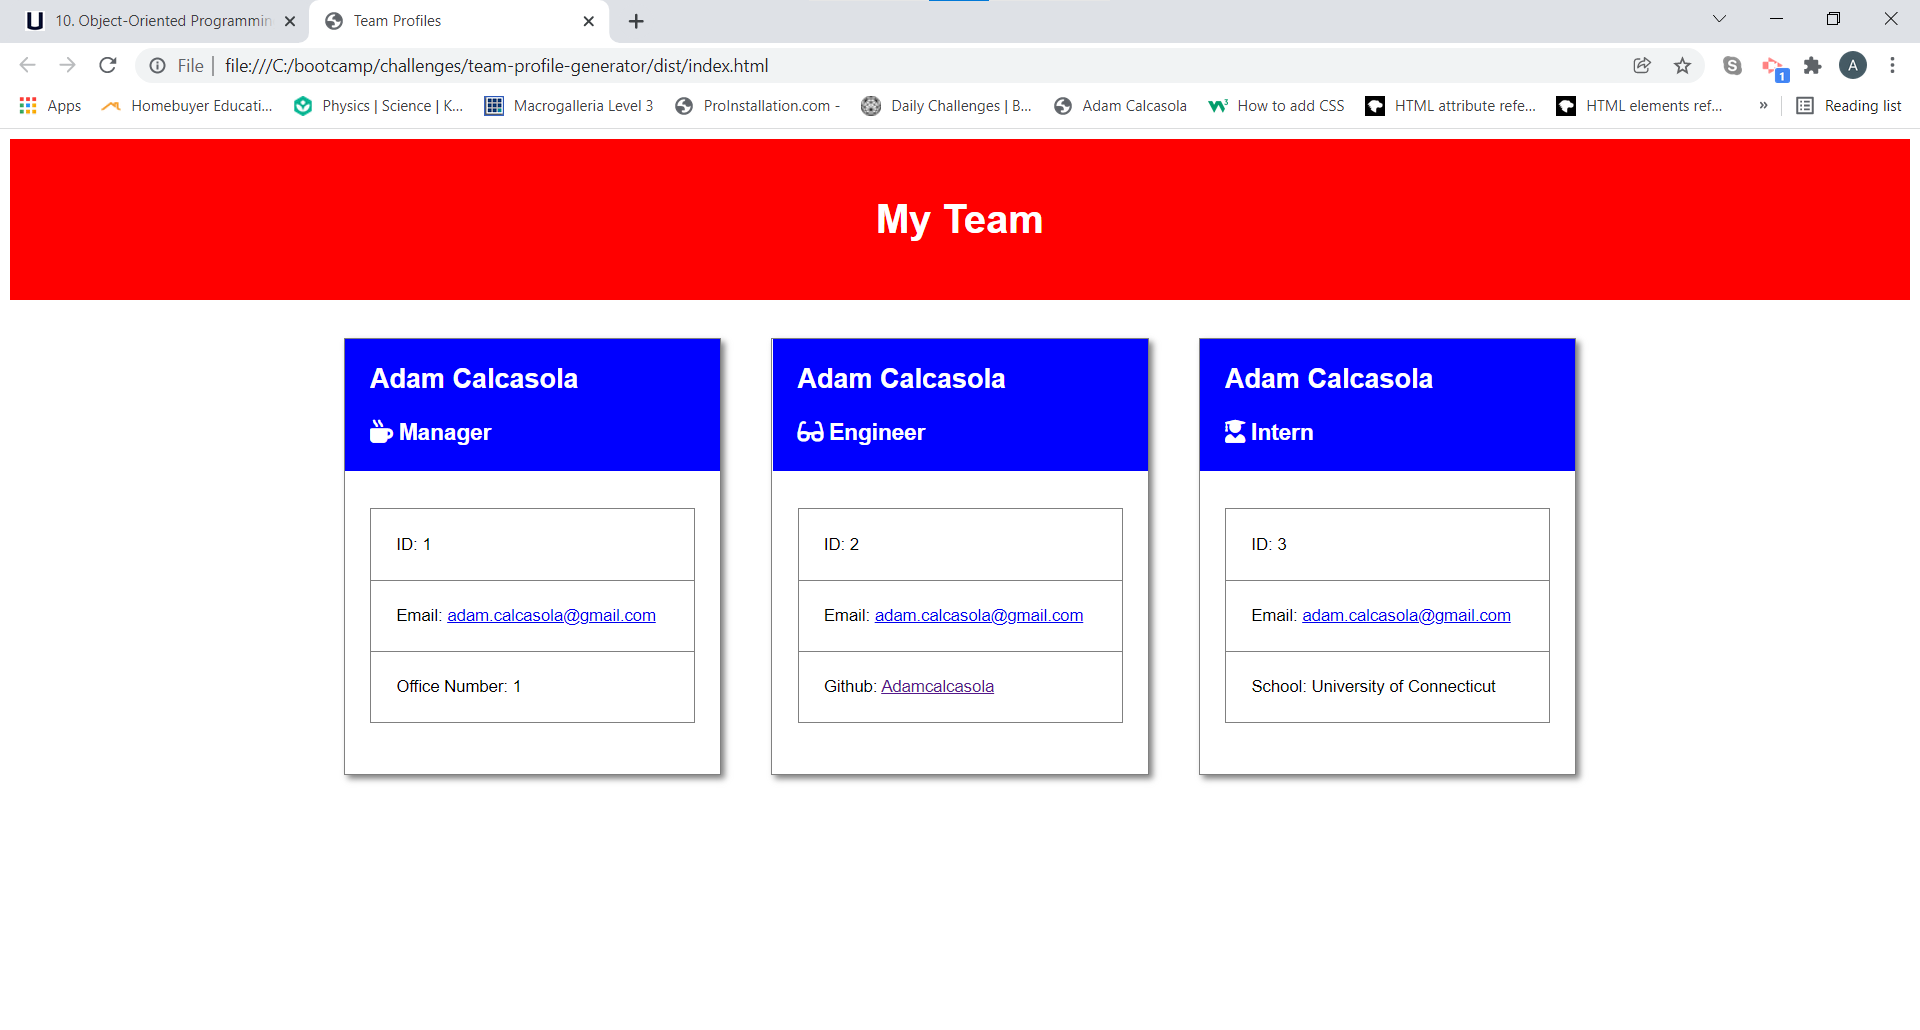 U 10. Object-Oriented Programmin Team Profiles
File file:///C:/bootcamp/challenges/team-profile-generator/dist/index.html S 1 A
Apps Homebuyer Educati... Physics | Science | K... Macrogalleria Level 3 ProInstallation.com - Daily Challenges | B... Adam Calcasola W3 How to add CSS HTML attribute refe... HTML elements ref... » Reading list
My Team
Adam Calcasola
Manager
ID: 1
Email: adam.calcasola@gmail.com
Office Number: 1
Adam Calcasola
Engineer
ID: 2
Email: adam.calcasola@gmail.com
Github: Adamcalcasola
Adam Calcasola
Intern
ID: 3
Email: adam.calcasola@gmail.com
School: University of Connecticut